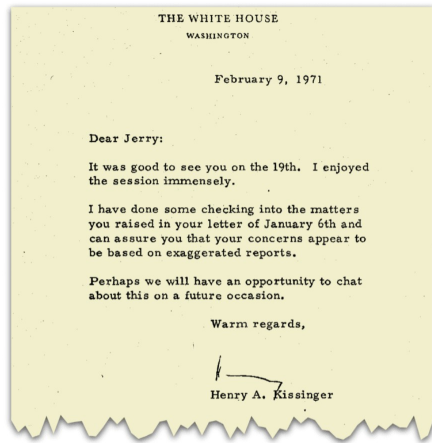 THE WHITE HOUSE
WASHINGTON
February 9, 1971
Dear Jerry:
It was good to see you on the 19th. I enjoyed
the session immensely.
I have done some checking into the matters
you raised in your letter of January 6th and
can assure you that your concerns appear to
be based on exaggerated reports.
Perhaps we will have an opportunity to chat
about this on a future occasion.
Warm regards,
Henry A. Kissinger